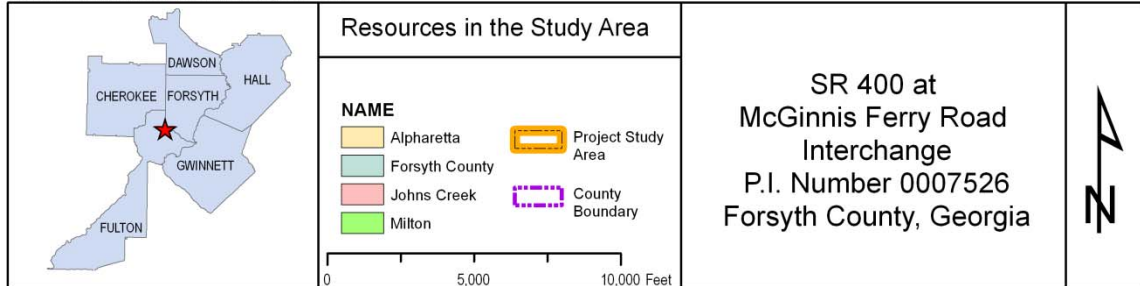 DAWSON
HALL
CHEROKEE
FORSYTH
GWINNETT
FULTON
Resources in the Study Area
NAME
Alpharetta
Forsyth County
Johns Creek
Milton
Project Study
Area
County
Boundary
0
5,000
10,000 Feet
SR 400 at
McGinnis Ferry Road
Interchange
P.I. Number 0007526
Forsyth County, Georgia
N